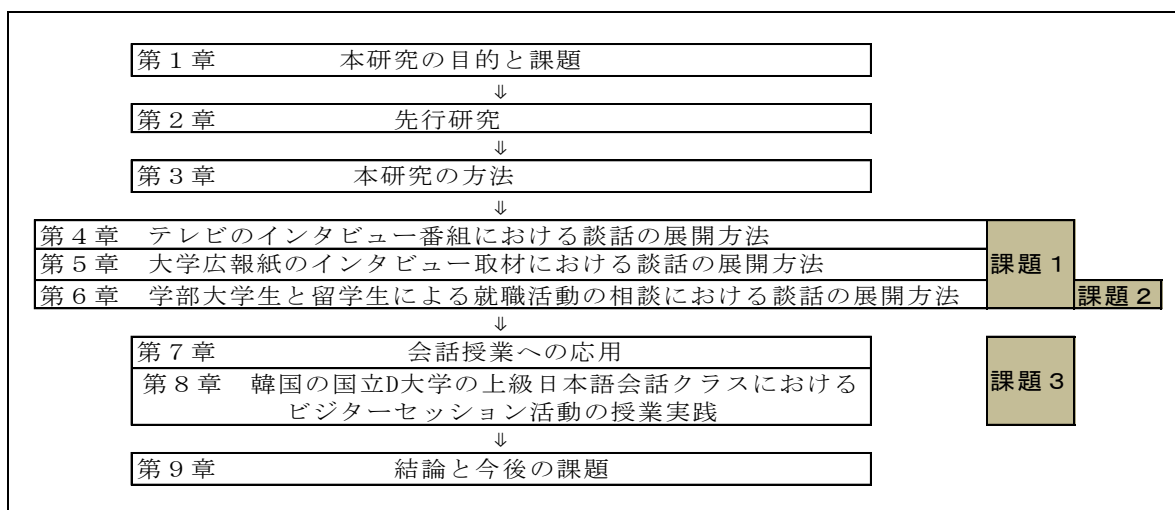 第1章 本研究の目的と課題
⇓
第2章 先行研究
⇓
第3章 本研究の方法
⇓
第4章 テレビのインタビュー番組における談話の展開方法
第5章 大学広報紙のインタビュー取材における談話の展開方法
課題1
第6章 学部大学生と留学生による就職活動の相談における談話の展開方法
課題2
⇓
第7章 会話授業への応用
第8章 韓国の国立D大学の上級日本語会話クラスにおける
ビジターセッション活動の授業実践
課題3
⇓
第9章 結論と今後の課題